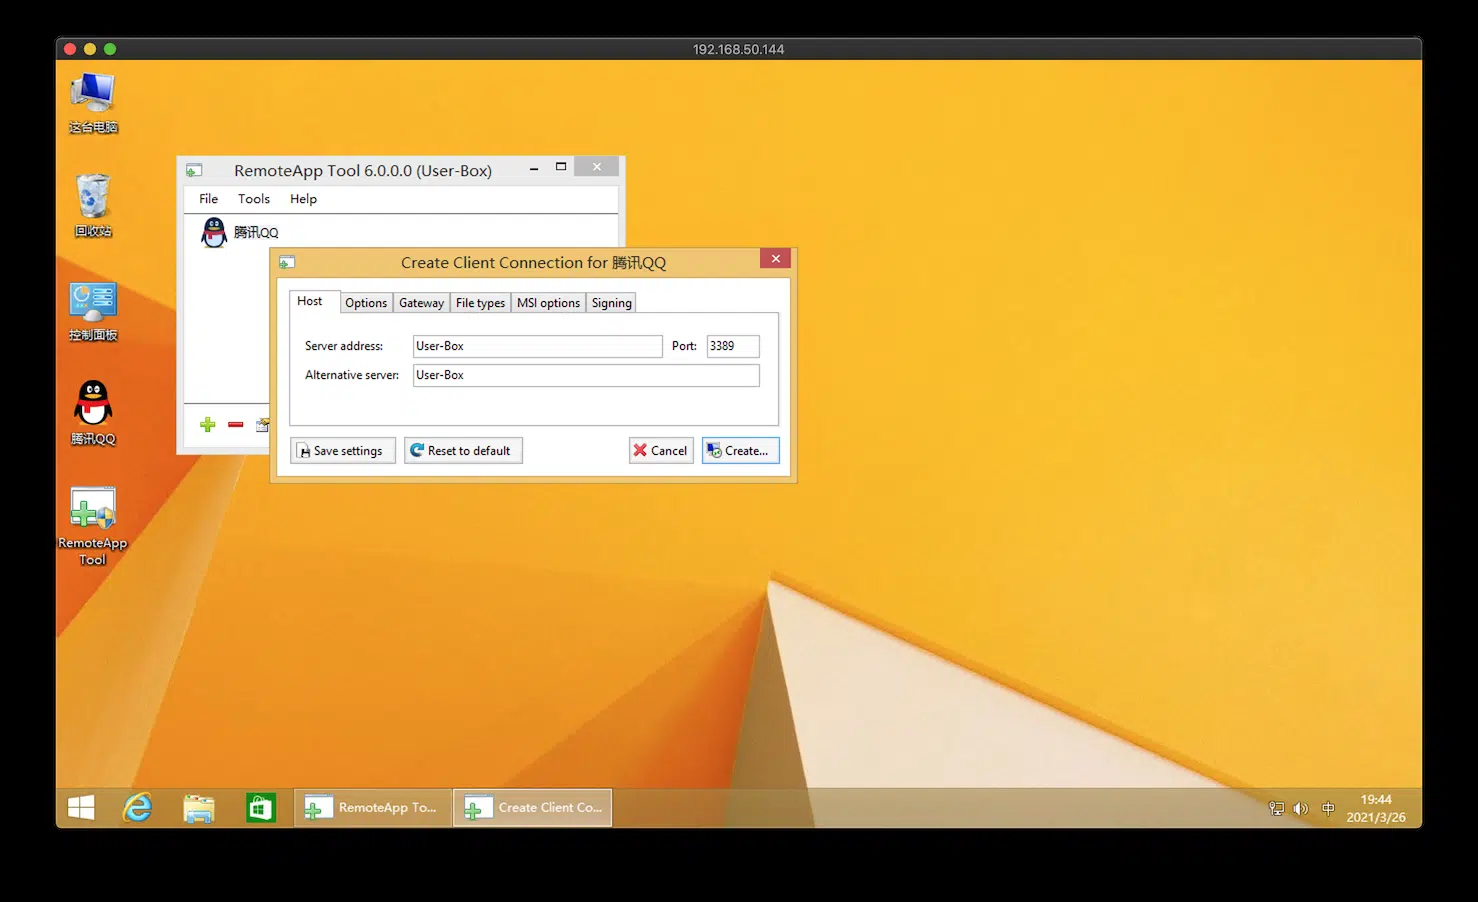 192.168.50.144
这台电脑
回收站
控制面板
腾讯QQ
RemoteApp
Tool
RemoteApp Tool 6.0.0.0 (User-Box)
File Tools Help
腾讯QQ
Create Client Connection for 腾讯QQ
Host Options Gateway File types MSI options Signing
Server address: User-Box Port: 3389
Alternative server: User-Box
Save settings Reset to default Cancel Create...
RemoteApp To... Create Client Co... 中 19:44
2021/3/26